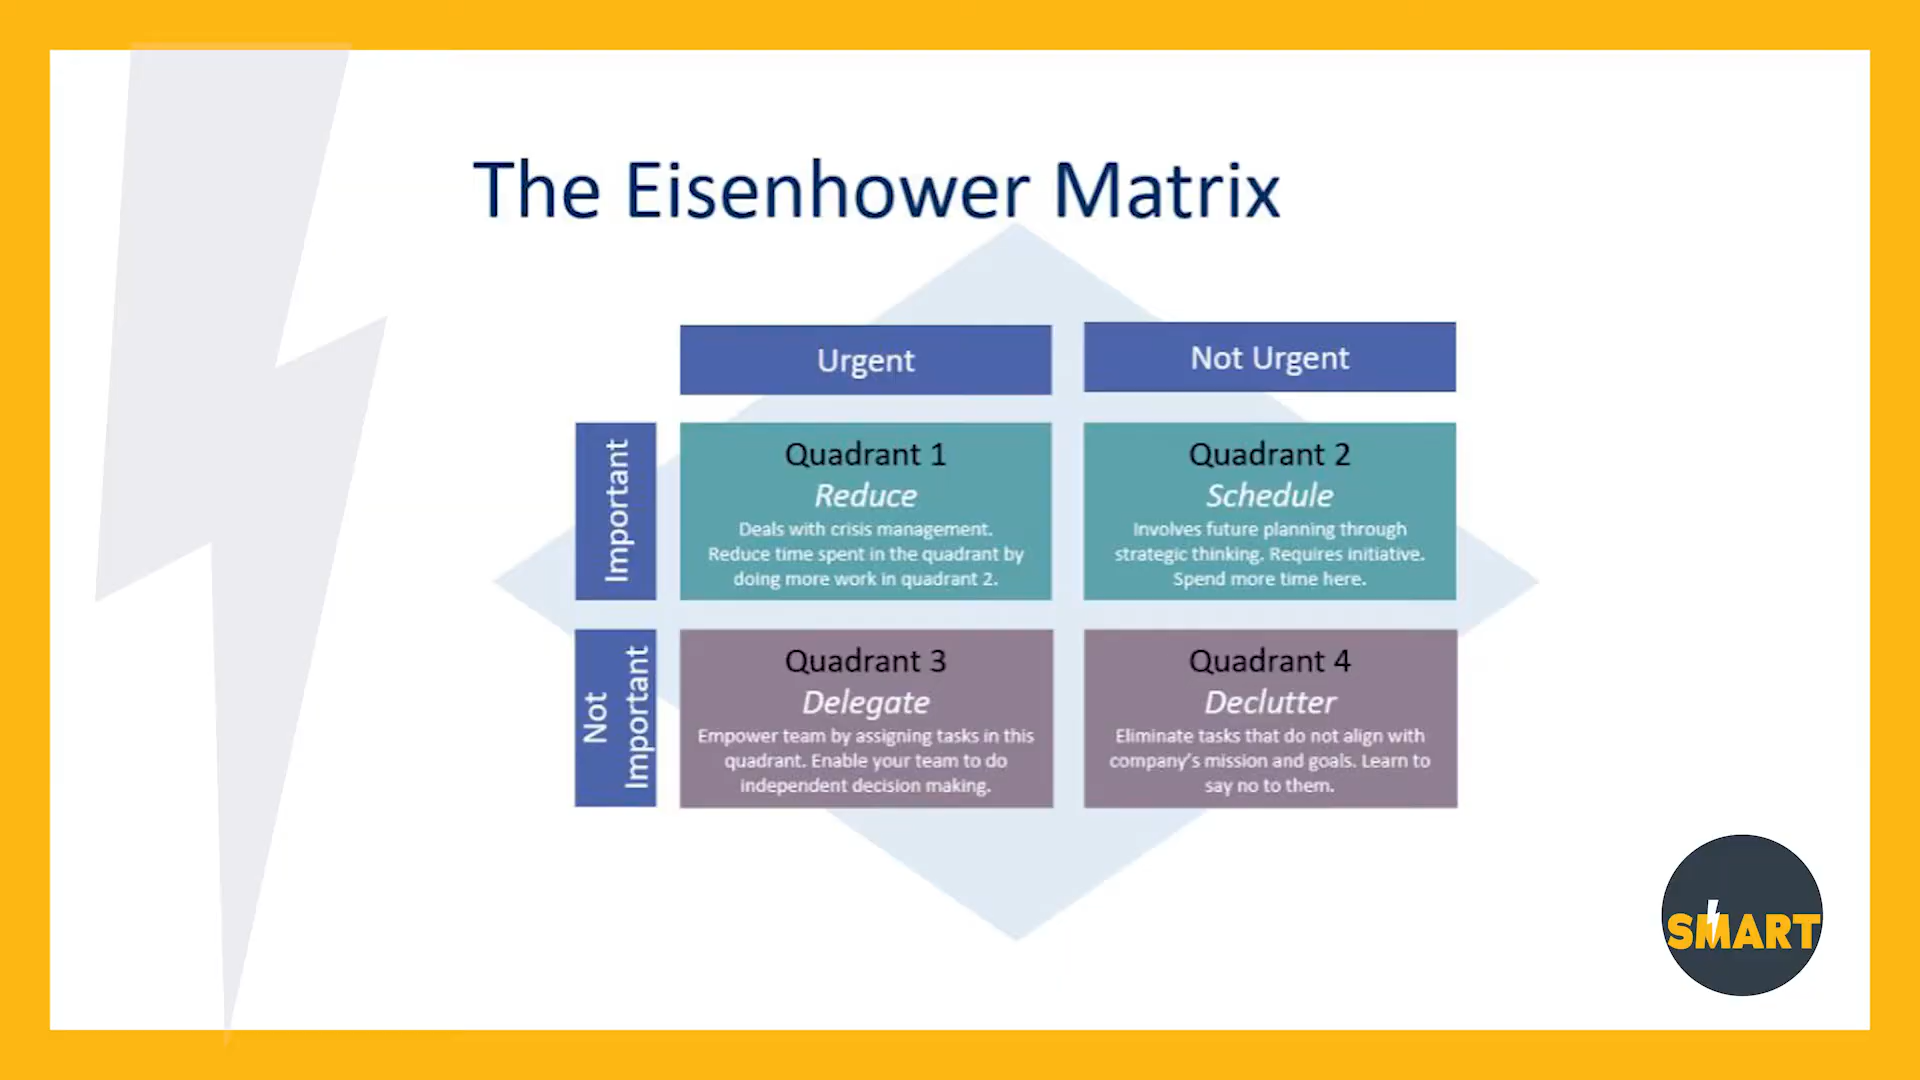 The Eisenhower Matrix
Urgent
Not Urgent
Important
Quadrant 1
Reduce
Deals with crisis management.
Reduce time spent in the quadrant by
doing more work in quadrant 2.
Quadrant 2
Schedule
Involves future planning through
strategic thinking. Requires initiative.
Spend more time here.
Not
Important
Quadrant 3
Delegate
Empower team by assigning tasks in this
quadrant. Enable your team to do
independent decision making.
Quadrant 4
Declutter
Eliminate tasks that do not align with
company's mission and goals. Learn to
say no to them.
SMART